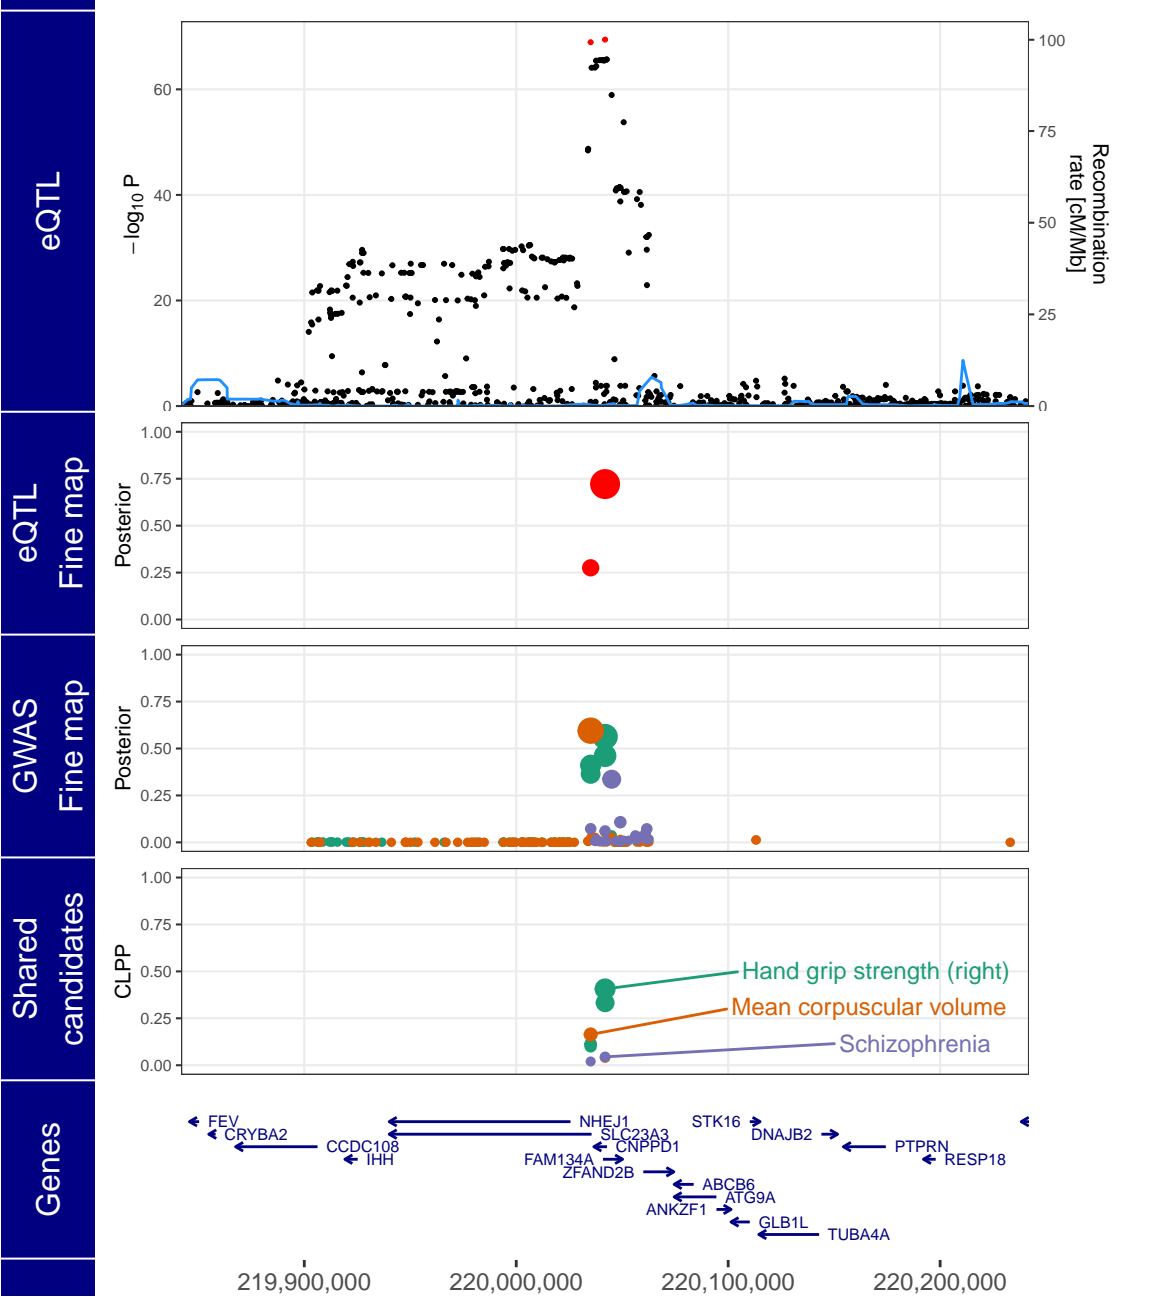 eQTL
−log10 P
60
40
20
0
100
75
50
25
0
Recombination
rate [cM/Mb]
eQTL
Fine map
Posterior
1.00
0.75
0.50
0.25
0.00
GWAS
Fine map
Posterior
1.00
0.75
0.50
0.25
0.00
Shared
candidates
CLPP
1.00
0.75
0.50
0.25
0.00
Hand grip strength (right)
Mean corpuscular volume
Schizophrenia
Genes
FEV NHEJ1 STK16
CRYBA2 SLC23A3 DNAJB2
CCDC108 CNPPD1 PTPRN
IHH FAM134A RESP18
ZFAND2B
ABCB6
ATG9A
ANKZF1
GLB1L
TUBA4A
219,900,000 220,000,000 220,100,000 220,200,000